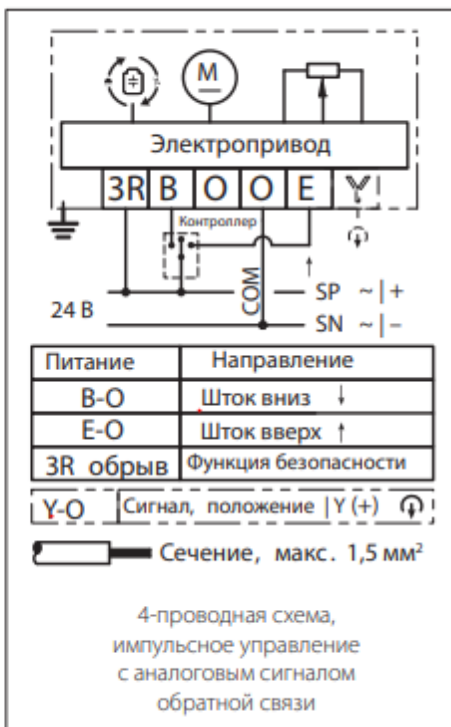 M
Электропривод
3R B O O E Y
Контроллер
COM
SP ~ | +
24 В
SN ~ | –
Питание Направление
B-O Шток вниз ↓
E-O Шток вверх ↑
3R обрыв Функция безопасности
Y-O Сигнал, положение | Y (+)
Сечение, макс. 1,5 мм²
4-проводная схема,
импульсное управление
с аналоговым сигналом
обратной связи